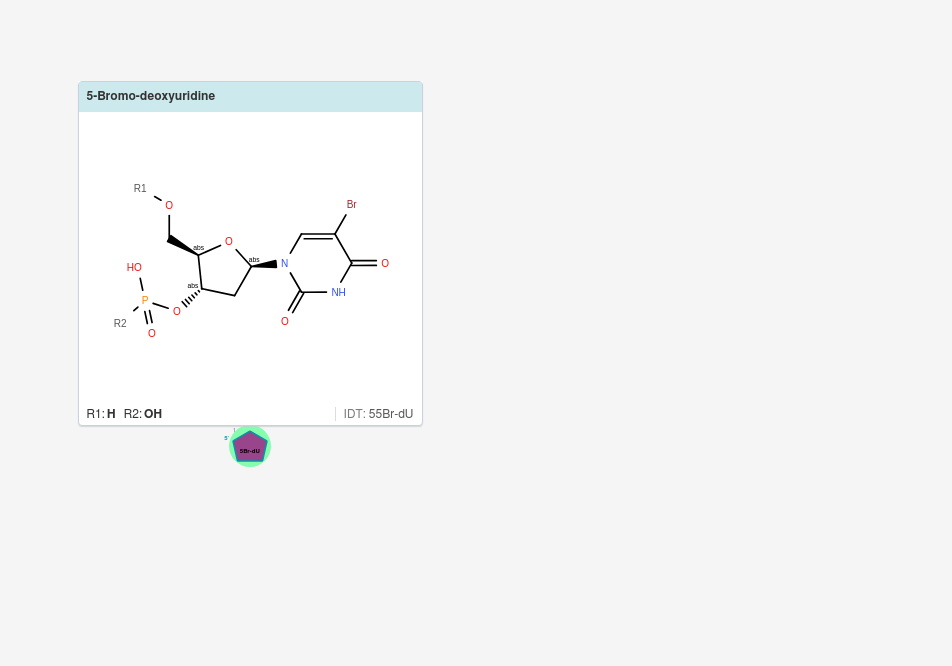 5-Bromo-deoxyuridine
R1
Br
O
O
abs
abs
N
O
HO
abs
NH
P
O
R2
O
O
R1: H R2: OH IDT: 55Br-dU
5'
5Br-dU